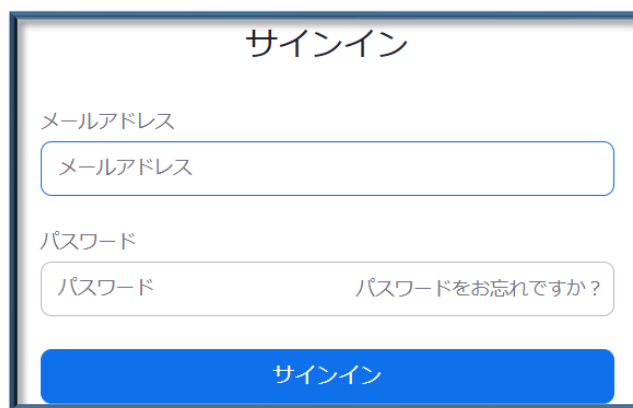 サインイン
メールアドレス
メールアドレス
パスワード
パスワード パスワードをお忘れですか？
サインイン